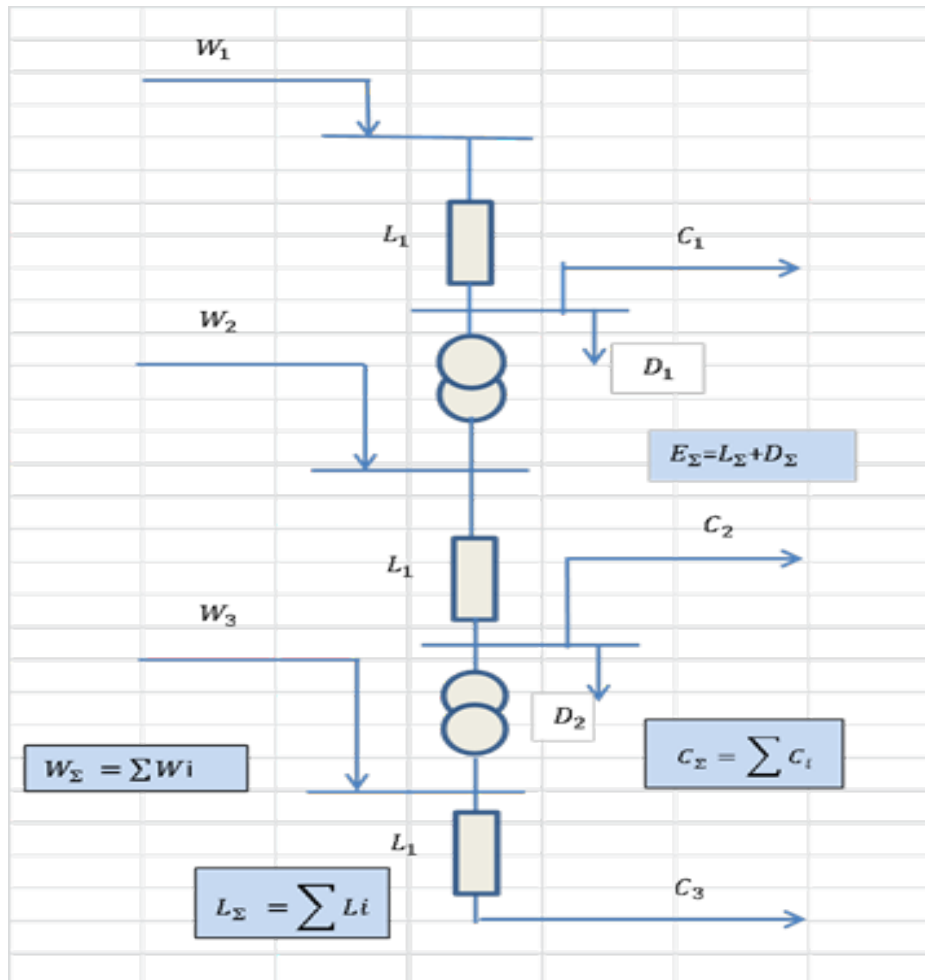 W₁
L₁
C₁
W₂
D₁
E_Σ=L_Σ+D_Σ
C₂
L₁
W₃
D₂
W_Σ = ∑Wi
C_Σ = ∑ C_i
L₁
L_Σ = ∑ Li
C₃